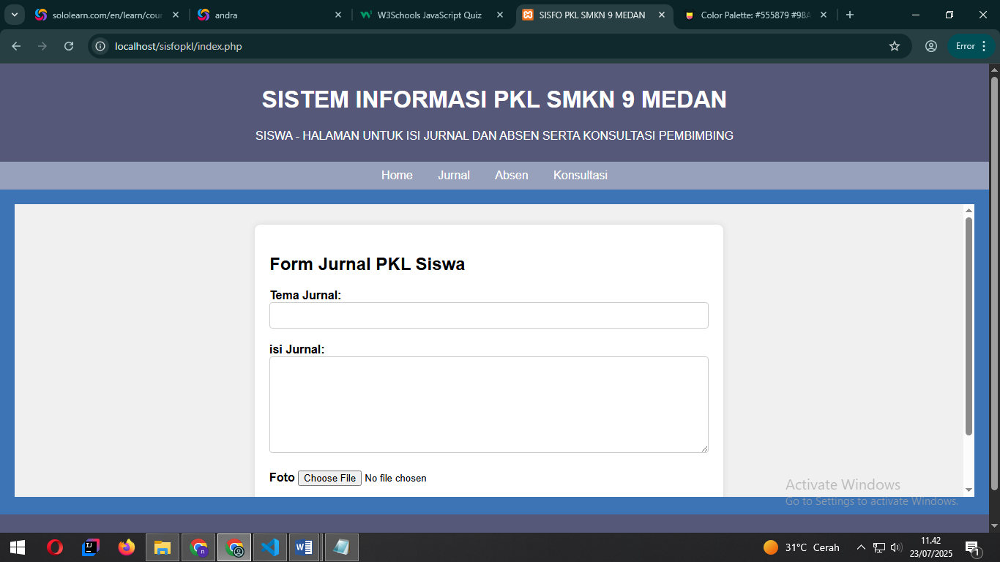 sololearn.com/en/learn/cour
andra
W3Schools JavaScript Quiz
SISFO PKL SMKN 9 MEDAN
Color Palette: #555879 #98A
localhost/sisfopkl/index.php
Error
SISTEM INFORMASI PKL SMKN 9 MEDAN
SISWA - HALAMAN UNTUK ISI JURNAL DAN ABSEN SERTA KONSULTASI PEMBIMBING
Home Jurnal Absen Konsultasi
Form Jurnal PKL Siswa
Tema Jurnal:
isi Jurnal:
Foto Choose File No file chosen
Activate Windows
Go to Settings to activate Windows.
31°C Cerah
11.42
23/07/2025
1